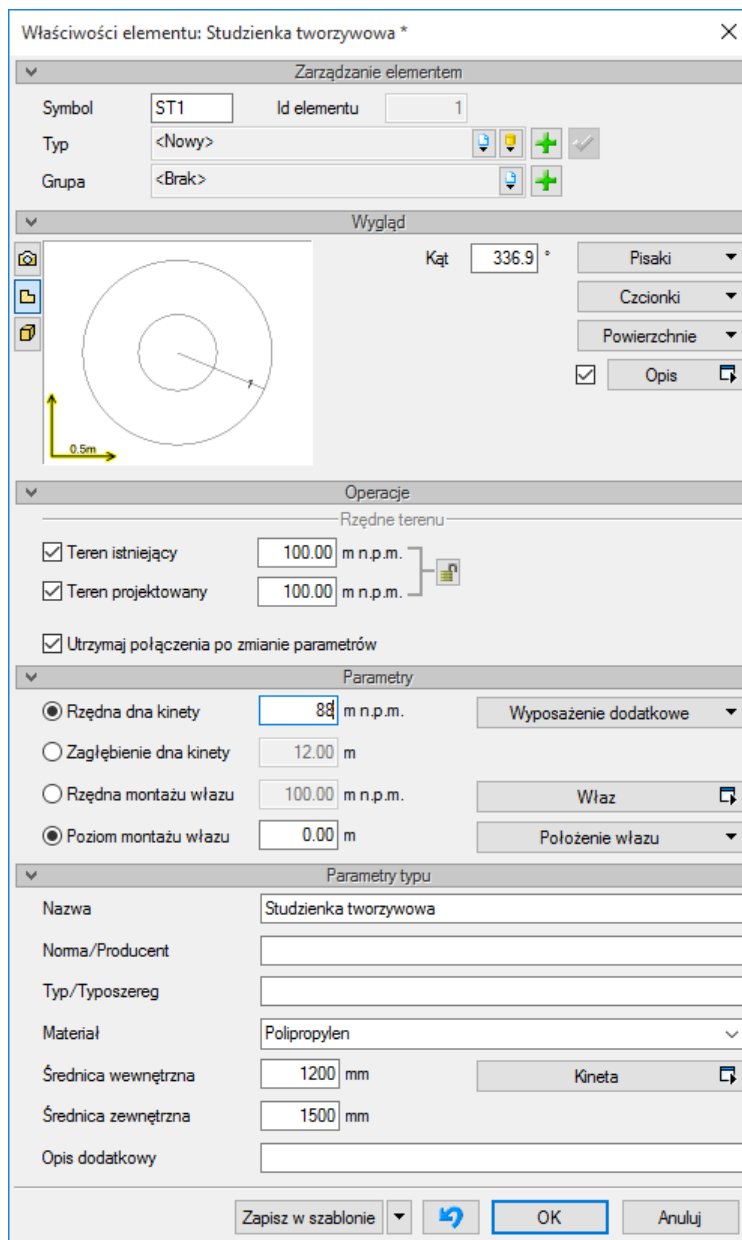 Właściwości elementu: Studzienka tworzywowa *
Zarządzanie elementem
Symbol ST1 Id elementu 1
Typ <Nowy>
Grupa <Brak>
Wygląd
Kąt 336.9 ° Pisaki
Czcionki
Powierzchnie
Opis
0.5m
Operacje
Rzędne terenu
Teren istniejący 100.00 m n.p.m.
Teren projektowany 100.00 m n.p.m.
Utrzymaj połączenia po zmianie parametrów
Parametry
Rzędna dna kinety 88 m n.p.m. Wyposażenie dodatkowe
Zagłębienie dna kinety 12.00 m
Rzędna montażu włazu 100.00 m n.p.m. Właz
Poziom montażu włazu 0.00 m Położenie włazu
Parametry typu
Nazwa Studzienka tworzywowa
Norma/Producent
Typ/Typoszereg
Materiał Polipropylen
Średnica wewnętrzna 1200 mm Kineta
Średnica zewnętrzna 1500 mm
Opis dodatkowy
Zapisz w szablonie OK Anuluj